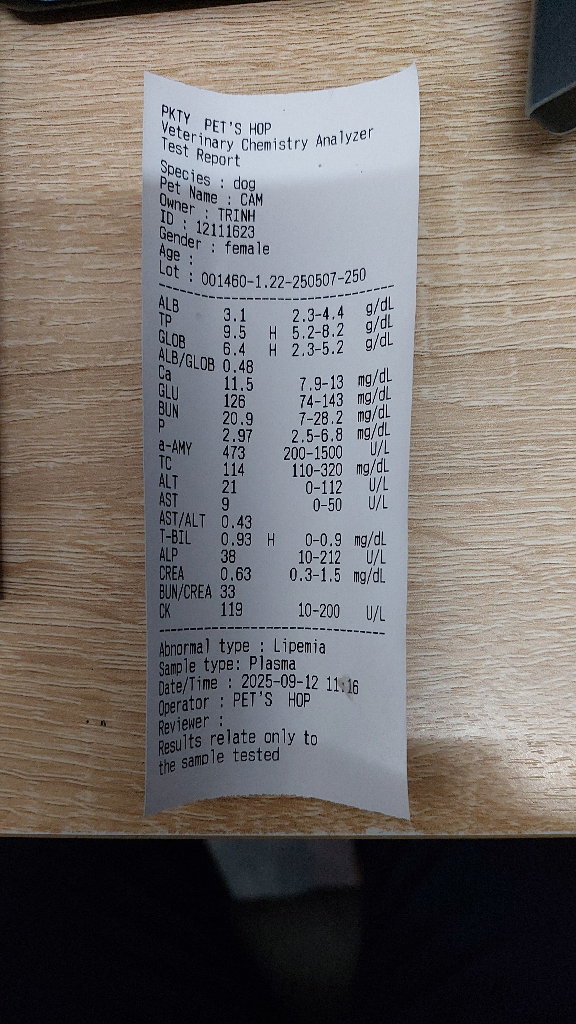 PKTY PET'S HOP
Veterinary Chemistry Analyzer
Test Report
Species : dog
Pet Name : CAM
Owner : TRINH
ID : 12111623
Gender : female
Age :
Lot : 001460-1.22-250507-250
ALB 3.1 2.3-4.4 g/dL
TP 9.5 H 5.2-8.2 g/dL
GLOB 6.4 H 2.3-5.2 g/dL
ALB/GLOB 0.48
Ca 11.5 7.9-13 mg/dL
GLU 126 74-143 mg/dL
BUN 20.9 7-28.2 mg/dL
P 2.97 2.5-6.8 mg/dL
a-AMY 473 200-1500 U/L
TC 114 110-320 mg/dL
ALT 21 0-112 U/L
AST 9 0-50 U/L
AST/ALT 0.43
T-BIL 0.93 H 0-0.9 mg/dL
ALP 38 10-212 U/L
CREA 0.63 0.3-1.5 mg/dL
BUN/CREA 33
CK 119 10-200 U/L
Abnormal type : Lipemia
Sample type: Plasma
Date/Time : 2025-09-12 11:16
Operator : PET'S HOP
Reviewer :
Results relate only to
the sample tested